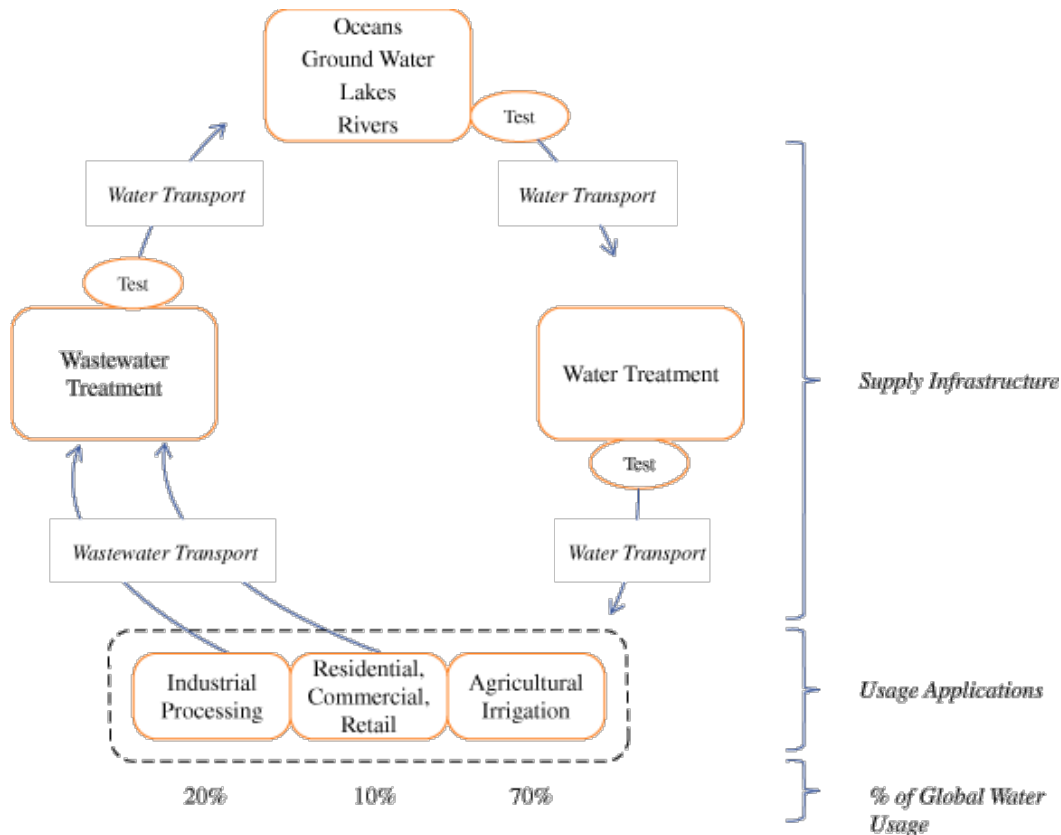 Oceans
Ground Water
Lakes
Rivers
Test
Water Transport
Water Transport
Test
Wastewater
Treatment
Water Treatment
Supply Infrastructure
Test
Wastewater Transport
Water Transport
Industrial
Processing
Residential,
Commercial,
Retail
Agricultural
Irrigation
Usage Applications
20%
10%
70%
% of Global Water
Usage